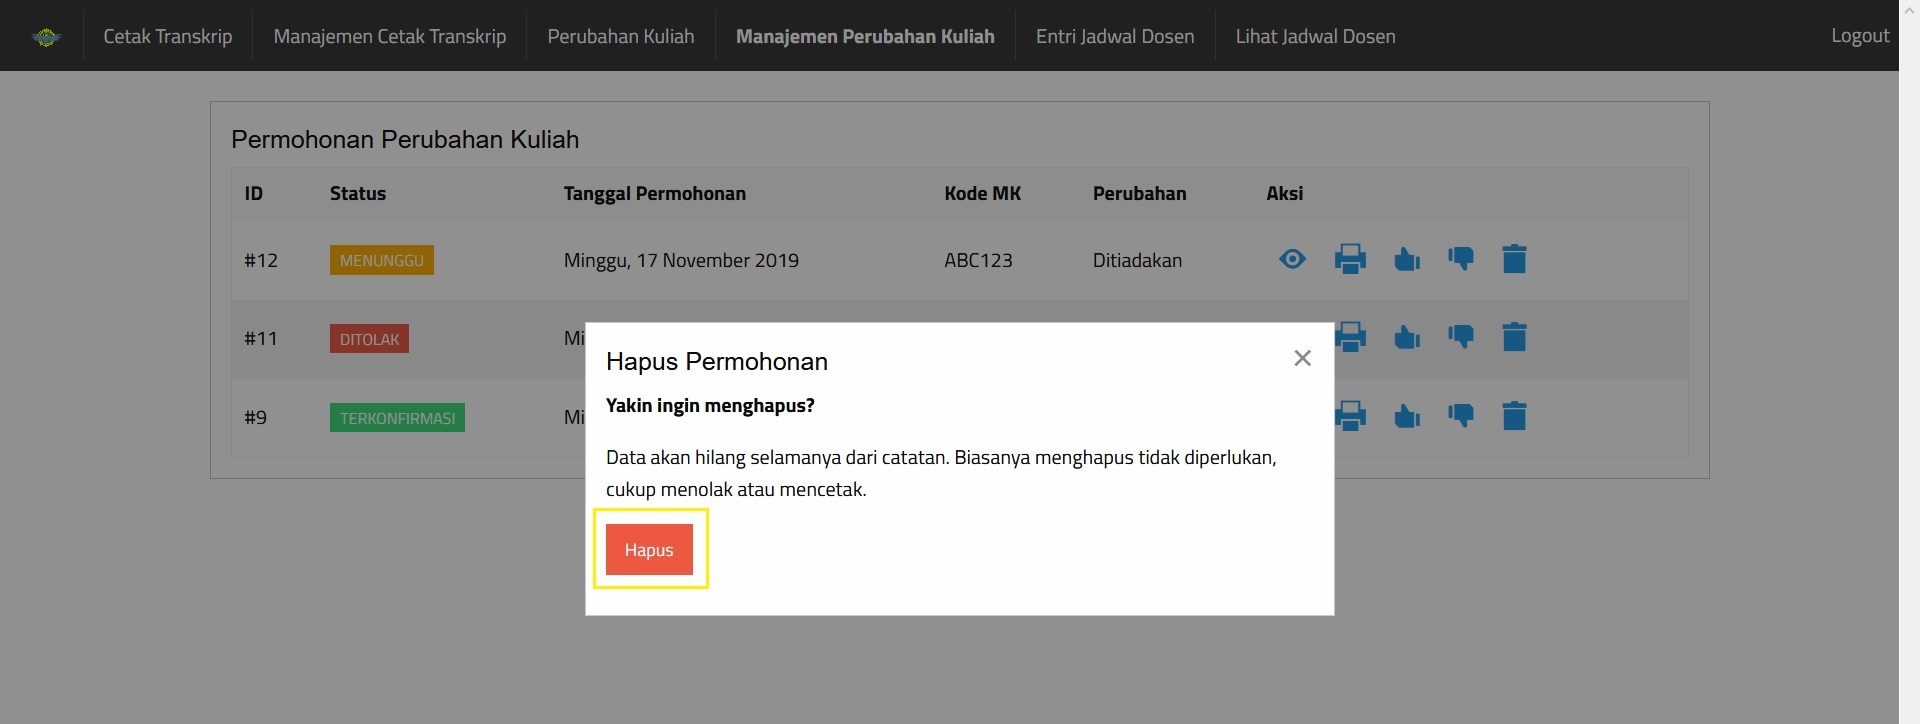 Cetak Transkrip Manajemen Cetak Transkrip Perubahan Kuliah Manajemen Perubahan Kuliah Entri Jadwal Dosen Lihat Jadwal Dosen Logout
Permohonan Perubahan Kuliah
ID Status Tanggal Permohonan Kode MK Perubahan Aksi
#12 MENUNGGU Minggu, 17 November 2019 ABC123 Ditiadakan
#11 DITOLAK Mi
#9 TERKONFIRMASI Mi
Hapus Permohonan
Yakin ingin menghapus?
Data akan hilang selamanya dari catatan. Biasanya menghapus tidak diperlukan,
cukup menolak atau mencetak.
Hapus